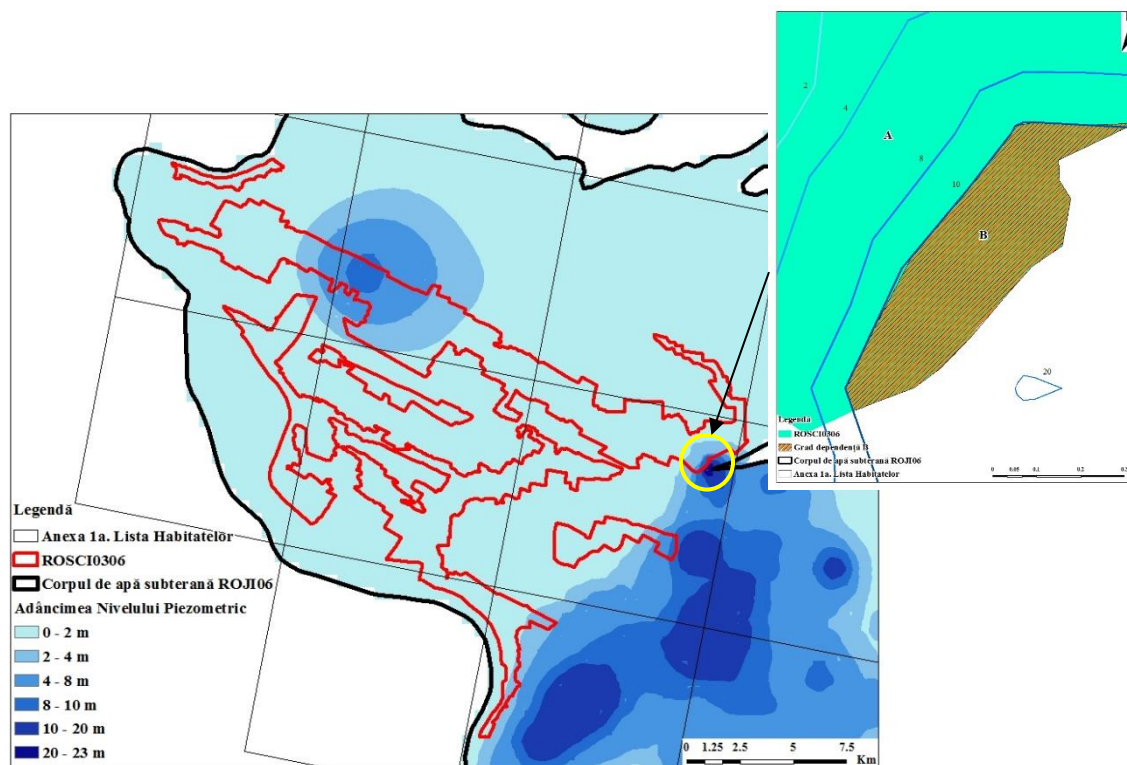 Legendă
Anexa 1a. Lista Habitatelor
ROSCI0306
Corpul de apă subterană ROJI06
Adâncimea Nivelului Piezometric
0 - 2 m
2 - 4 m
4 - 8 m
8 - 10 m
10 - 20 m
20 - 23 m
0 1.25 2.5 5 7.5
Km
2
4
A
8
10
B
20
Legendă
ROSCI0306
Grad dependență B
Corpul de apă subterană ROJI06
Anexa 1a. Lista Habitatelor
0 0.05 0.1 0.2